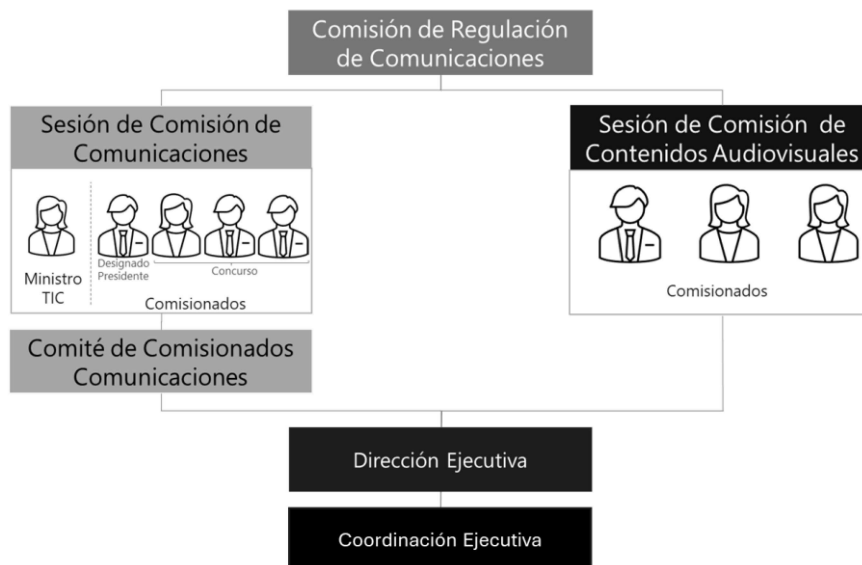 Comisión de Regulación
de Comunicaciones
Sesión de Comisión de
Comunicaciones
Ministro
TIC
Designado
Presidente
Concurso
Comisionados
Comité de Comisionados
Comunicaciones
Sesión de Comisión de
Contenidos Audiovisuales
Comisionados
Dirección Ejecutiva
Coordinación Ejecutiva